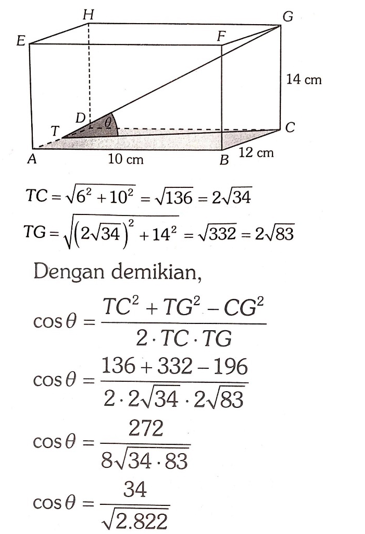 H
G
E
F
14 cm
D
θ
T
C
A
10 cm
B
12 cm
TC = √(6² + 10²) = √136 = 2√34
TG = √((2√34)² + 14²) = √332 = 2√83
Dengan demikian,
cos θ = (TC² + TG² − CG²) / (2 · TC · TG)
cos θ = (136 + 332 − 196) / (2 · 2√34 · 2√83)
cos θ = 272 / (8√(34 · 83))
cos θ = 34 / √2.822